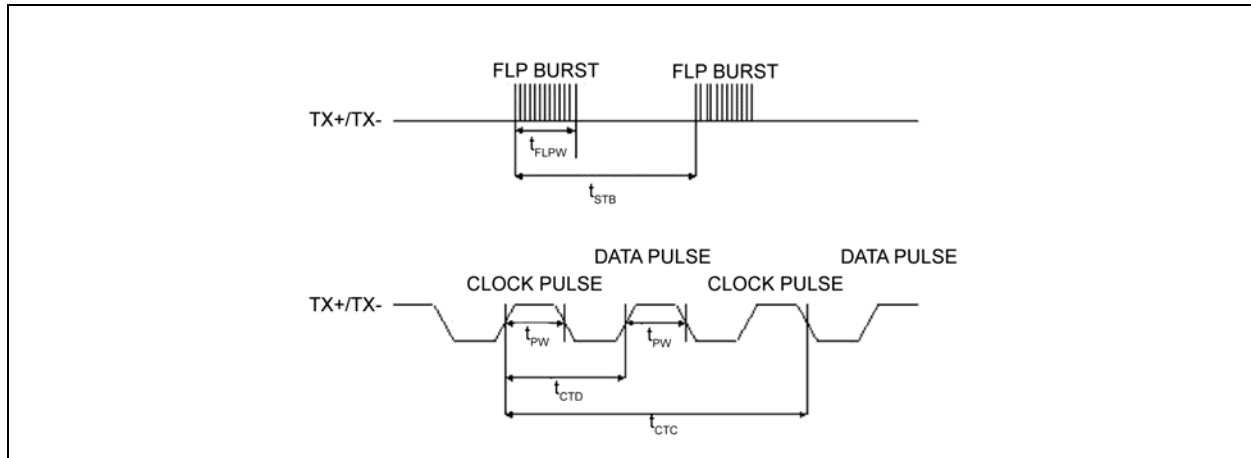 FLP BURST FLP BURST
TX+/TX-
tFLPW
tSTB
DATA PULSE DATA PULSE
CLOCK PULSE CLOCK PULSE
TX+/TX-
tPW tPW
tCTD
tCTC